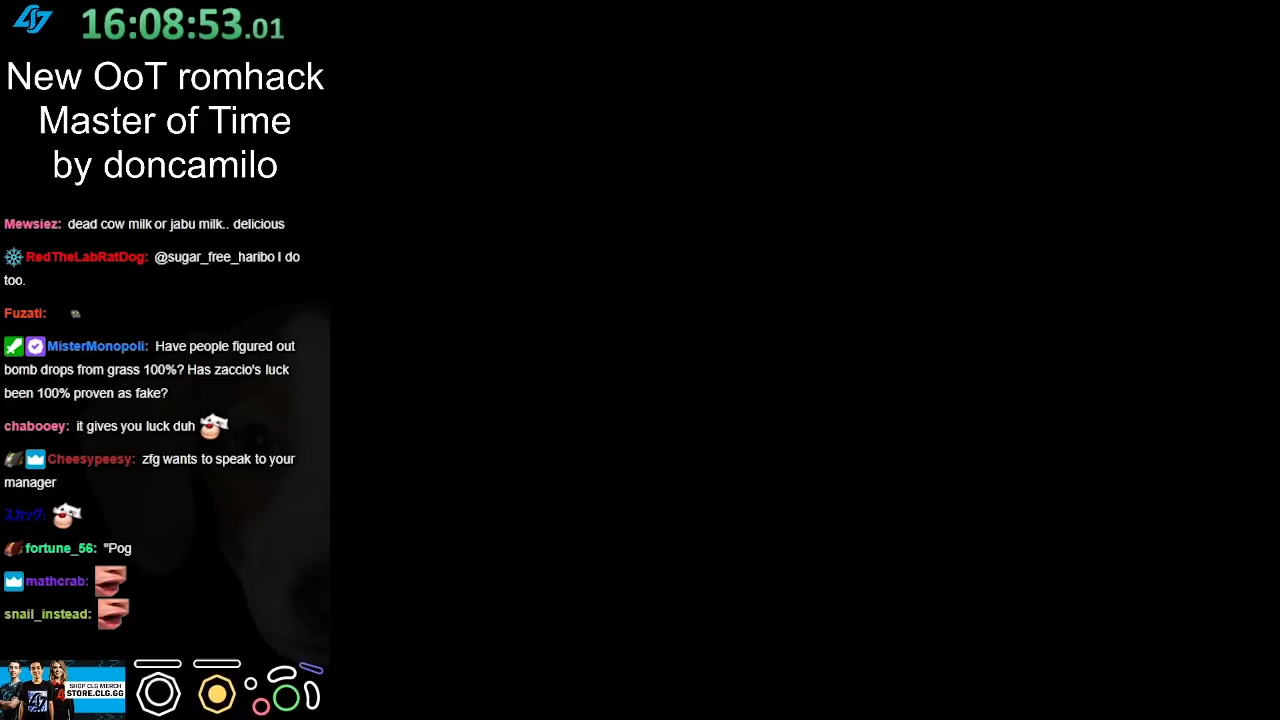 16:08:53.01
New OoT romhack
Master of Time
by doncamilo
Mewsiez: dead cow milk or jabu milk.. delicious
RedTheLabRatDog: @sugar_free_haribo I do
too.
Fuzati:
MisterMonopoli: Have people figured out
bomb drops from grass 100%? Has zaccio's luck
been 100% proven as fake?
chabooey: it gives you luck duh
Cheesypeesy: zfg wants to speak to your
manager
スカッグ:
fortune_56: "Pog
mathcrab:
snail_instead:
SHOP CLG MERCH
STORE.CLG.GG